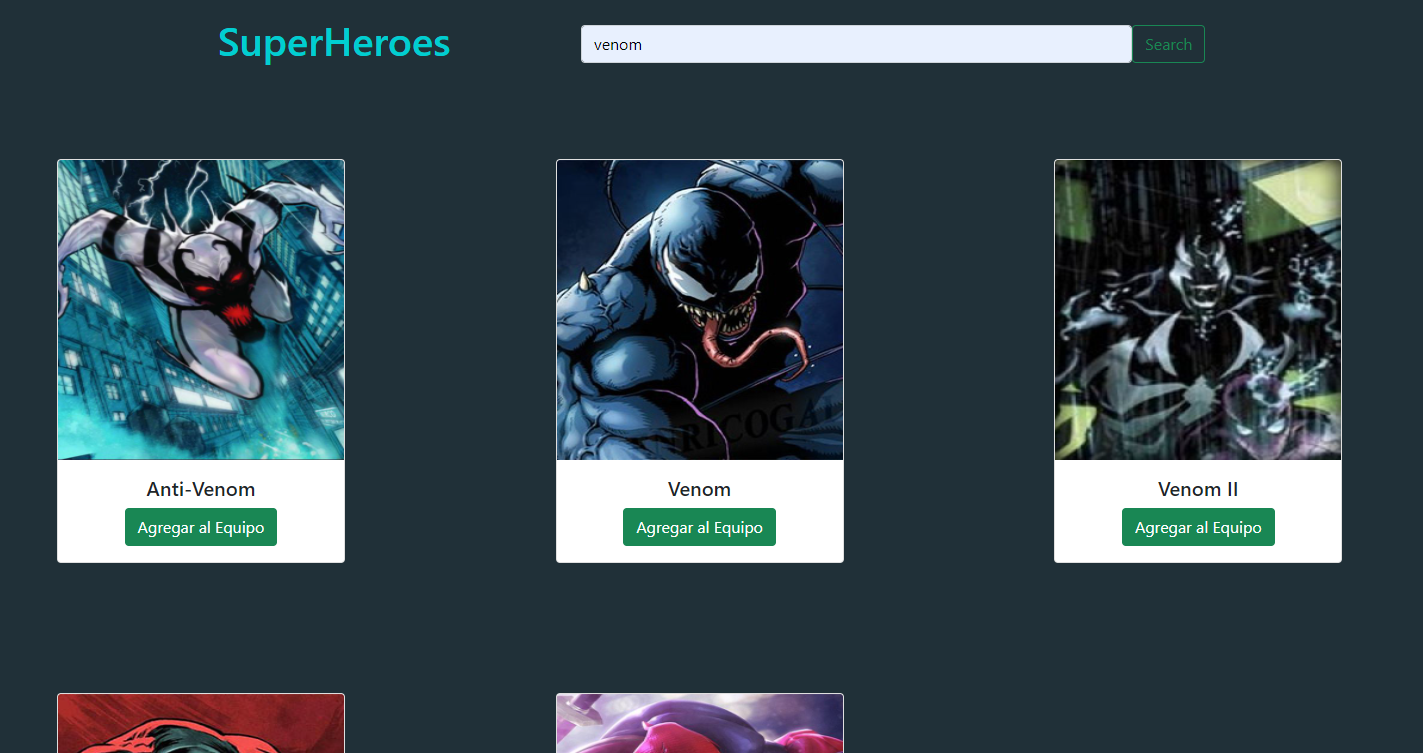 SuperHeroes
venom
Search
Anti-Venom
Venom
Venom II
Agregar al Equipo
Agregar al Equipo
Agregar al Equipo